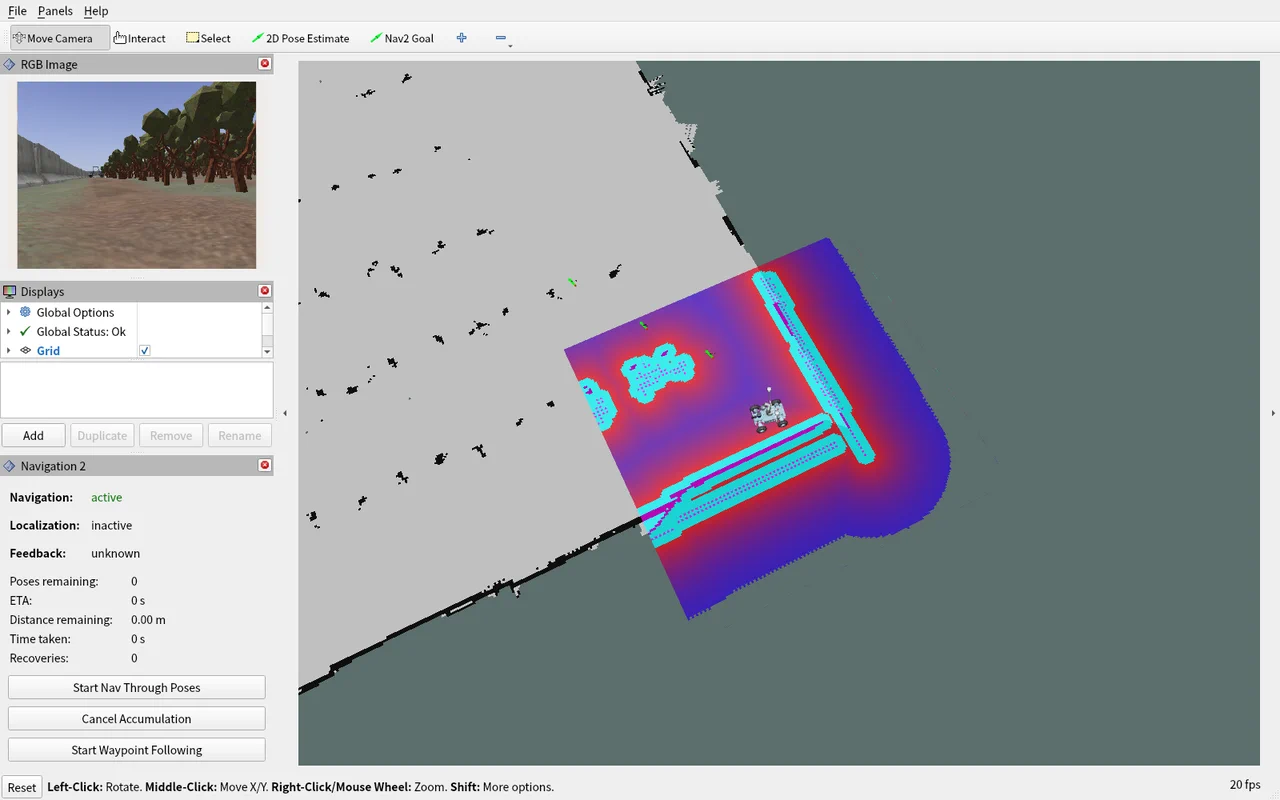 File Panels Help
Move Camera Interact Select 2D Pose Estimate Nav2 Goal
RGB Image
Displays
Global Options
Global Status: Ok
Grid
Add Duplicate Remove Rename
Navigation 2
Navigation: active
Localization: inactive
Feedback: unknown
Poses remaining: 0
ETA: 0 s
Distance remaining: 0.00 m
Time taken: 0 s
Recoveries: 0
Start Nav Through Poses
Cancel Accumulation
Start Waypoint Following
Reset Left-Click: Rotate. Middle-Click: Move X/Y. Right-Click/Mouse Wheel: Zoom. Shift: More options. 20 fps